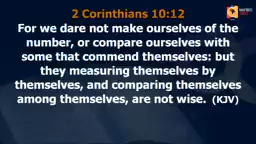 2 Corinthians 10:12
For we dare not make ourselves of the
number, or compare ourselves with
some that commend themselves: but
they measuring themselves by
themselves, and comparing themselves
among themselves, are not wise. (KJV)